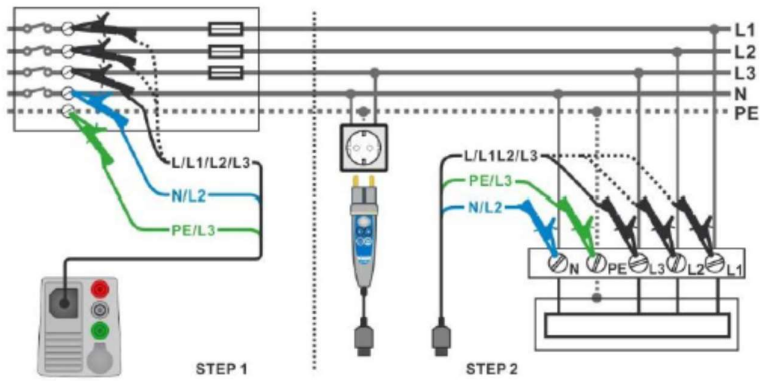 L1
L2
L3
N
PE
L/L1/L2/L3
N/L2
PE/L3
L/L1L2/L3
PE/L3
N/L2
N PE L3 L2 L1
STEP 1
STEP 2